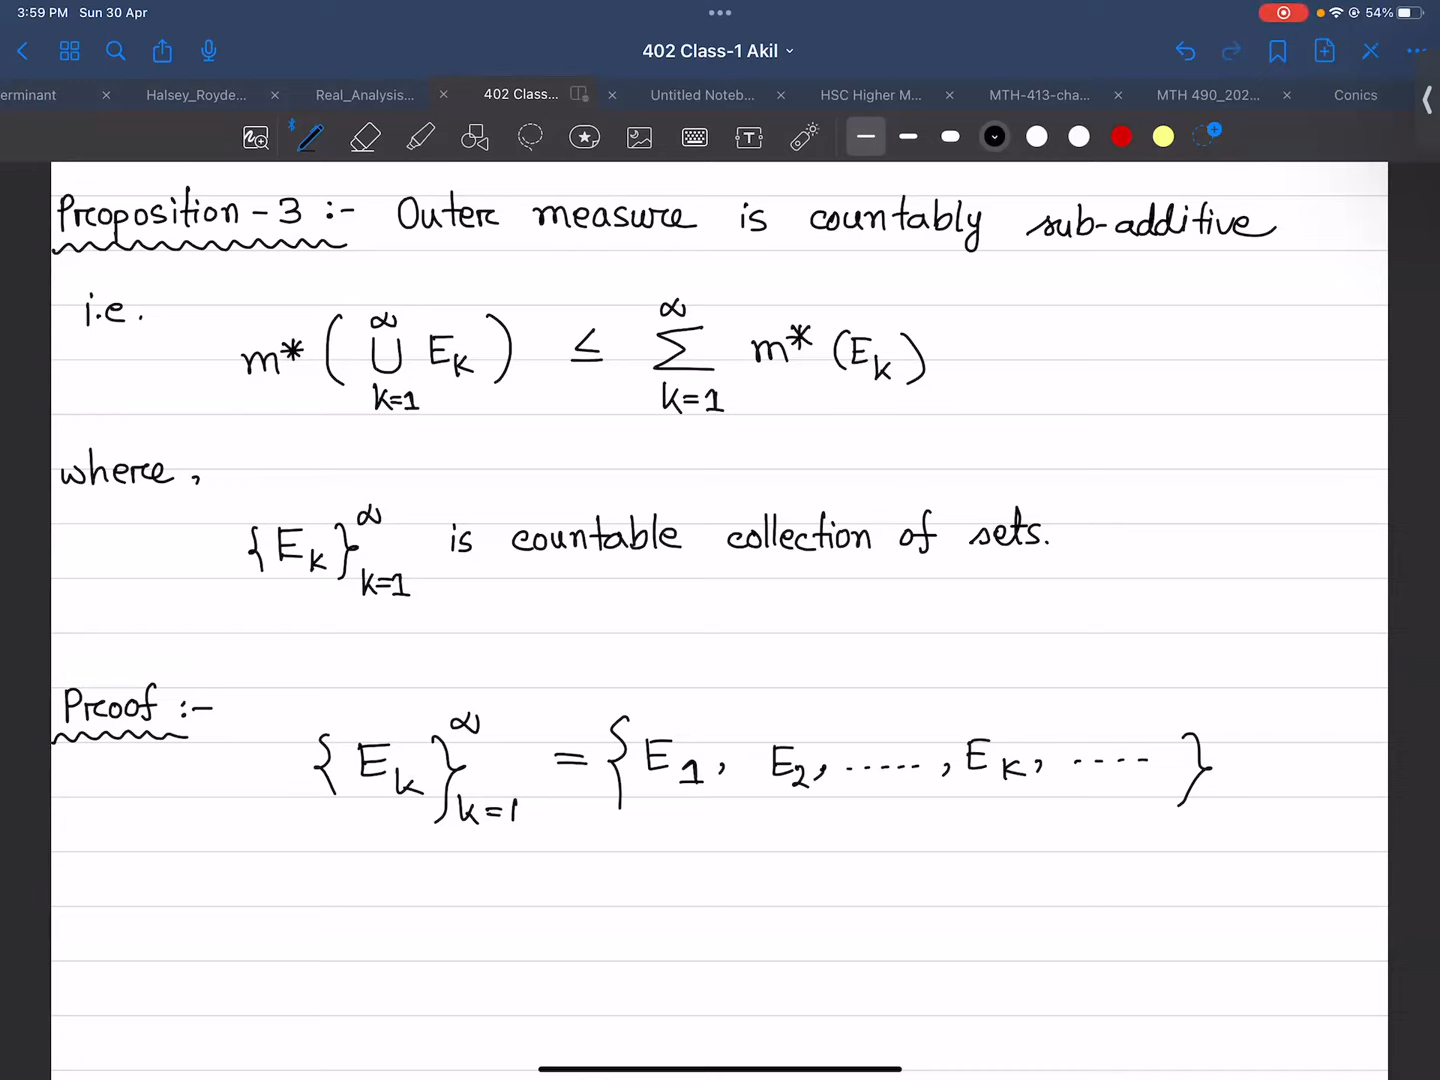 3:59 PM Sun 30 Apr
54%
402 Class-1 Akil
erminant
Halsey_Royde...
Real_Analysis...
402 Class...
Untitled Noteb...
HSC Higher M...
MTH-413-cha...
MTH 490_202...
Conics
Proposition - 3 :- Outer measure is countably sub-additive
i.e.
m* ( ∞ ∪ k=1 E_k ) ≤ ∞ ∑ k=1 m* (E_k)
where,
{E_k}^∞_k=1 is countable collection of sets.
Proof :-
{E_k}^∞_k=1 = {E_1, E_2, ....., E_k, ....}